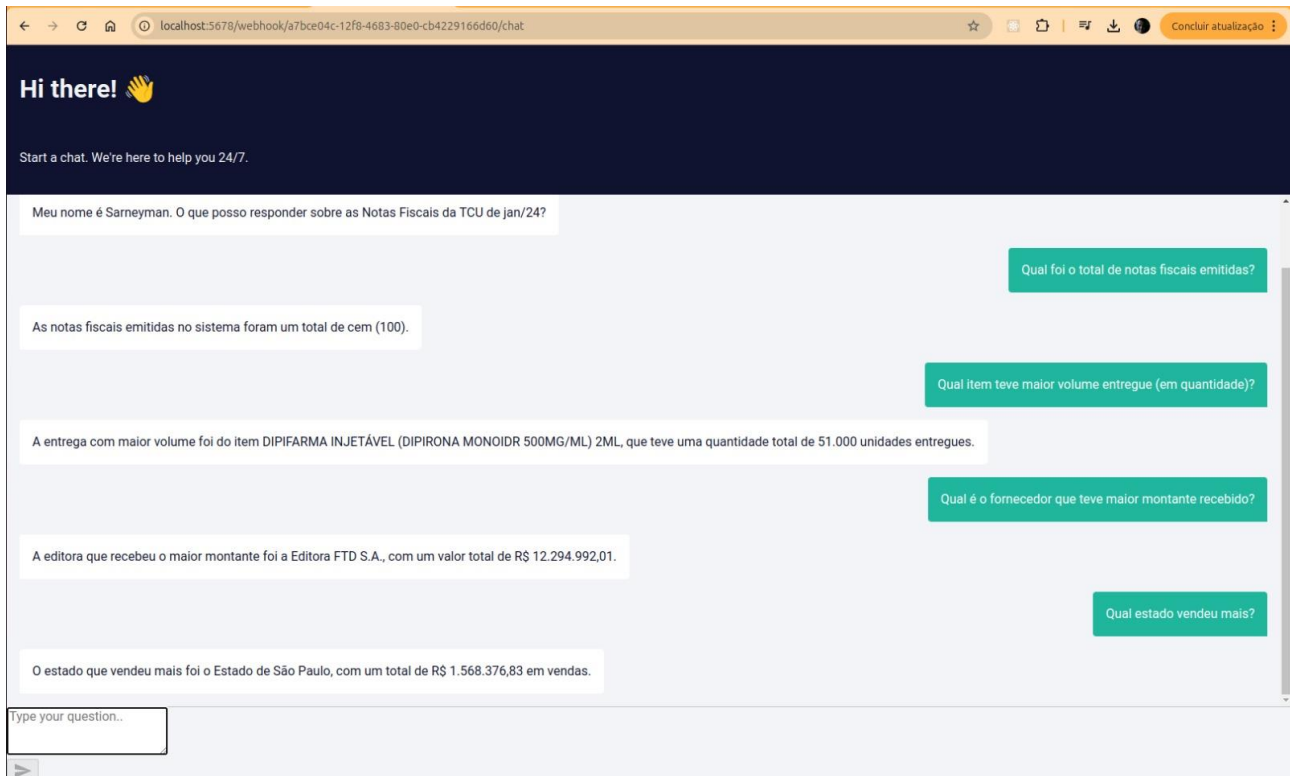 localhost:5678/webhook/a7bce04c-12f8-4683-80e0-cb4229166d60/chat
Concluir atualização
Hi there! 👋
Start a chat. We're here to help you 24/7.
Meu nome é Sarneyman. O que posso responder sobre as Notas Fiscais da TCU de jan/24?
Qual foi o total de notas fiscais emitidas?
As notas fiscais emitidas no sistema foram um total de cem (100).
Qual item teve maior volume entregue (em quantidade)?
A entrega com maior volume foi do item DIPIFARMA INJETÁVEL (DIPIRONA MONOIDR 500MG/ML) 2ML, que teve uma quantidade total de 51.000 unidades entregues.
Qual é o fornecedor que teve maior montante recebido?
A editora que recebeu o maior montante foi a Editora FTD S.A., com um valor total de R$ 12.294.992,01.
Qual estado vendeu mais?
O estado que vendeu mais foi o Estado de São Paulo, com um total de R$ 1.568.376,83 em vendas.
Type your question..